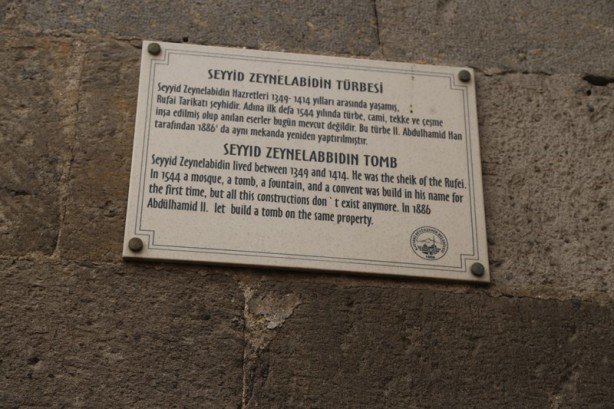 SEYYİD ZEYNELABİDİN TÜRBESİ
Seyyid Zeynelabidin Hazretleri 1349- 1414 yılları arasında yaşamış,
Rufai Tarikatı şeyhidir. Adına ilk defa 1544 yılında türbe, cami, tekke ve çeşme
inşa edilmiş olup anılan eserler bugün mevcut değildir. Bu türbe II. Abdulhamid Han
tarafından 1886' da aynı mekanda yeniden yaptırılmıştır.
SEYYID ZEYNELABBIDIN TOMB
Seyyid Zeynelabidin lived between 1349 and 1414. He was the sheik of the Rufei.
In 1544 a mosque, a tomb, a fountain, and a convent was build in his name for
the first time, but all this constructions don`t exist anymore. In 1886
Abdülhamid II. let build a tomb on the same property.